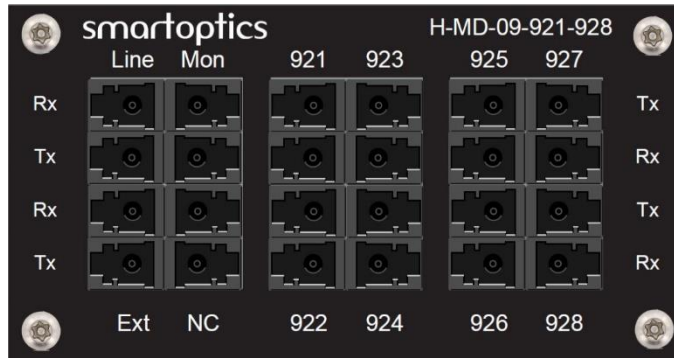 smartoptics H-MD-09-921-928
Line Mon 921 923 925 927
Rx Tx
Tx Rx
Rx Tx
Tx Rx
Ext NC 922 924 926 928